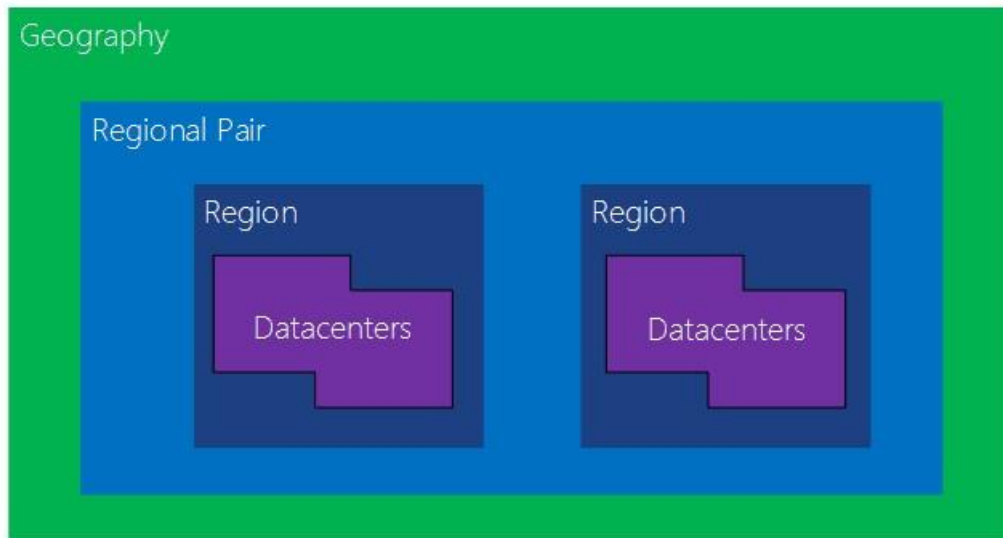 Geography
Regional Pair
Region
Region
Datacenters
Datacenters